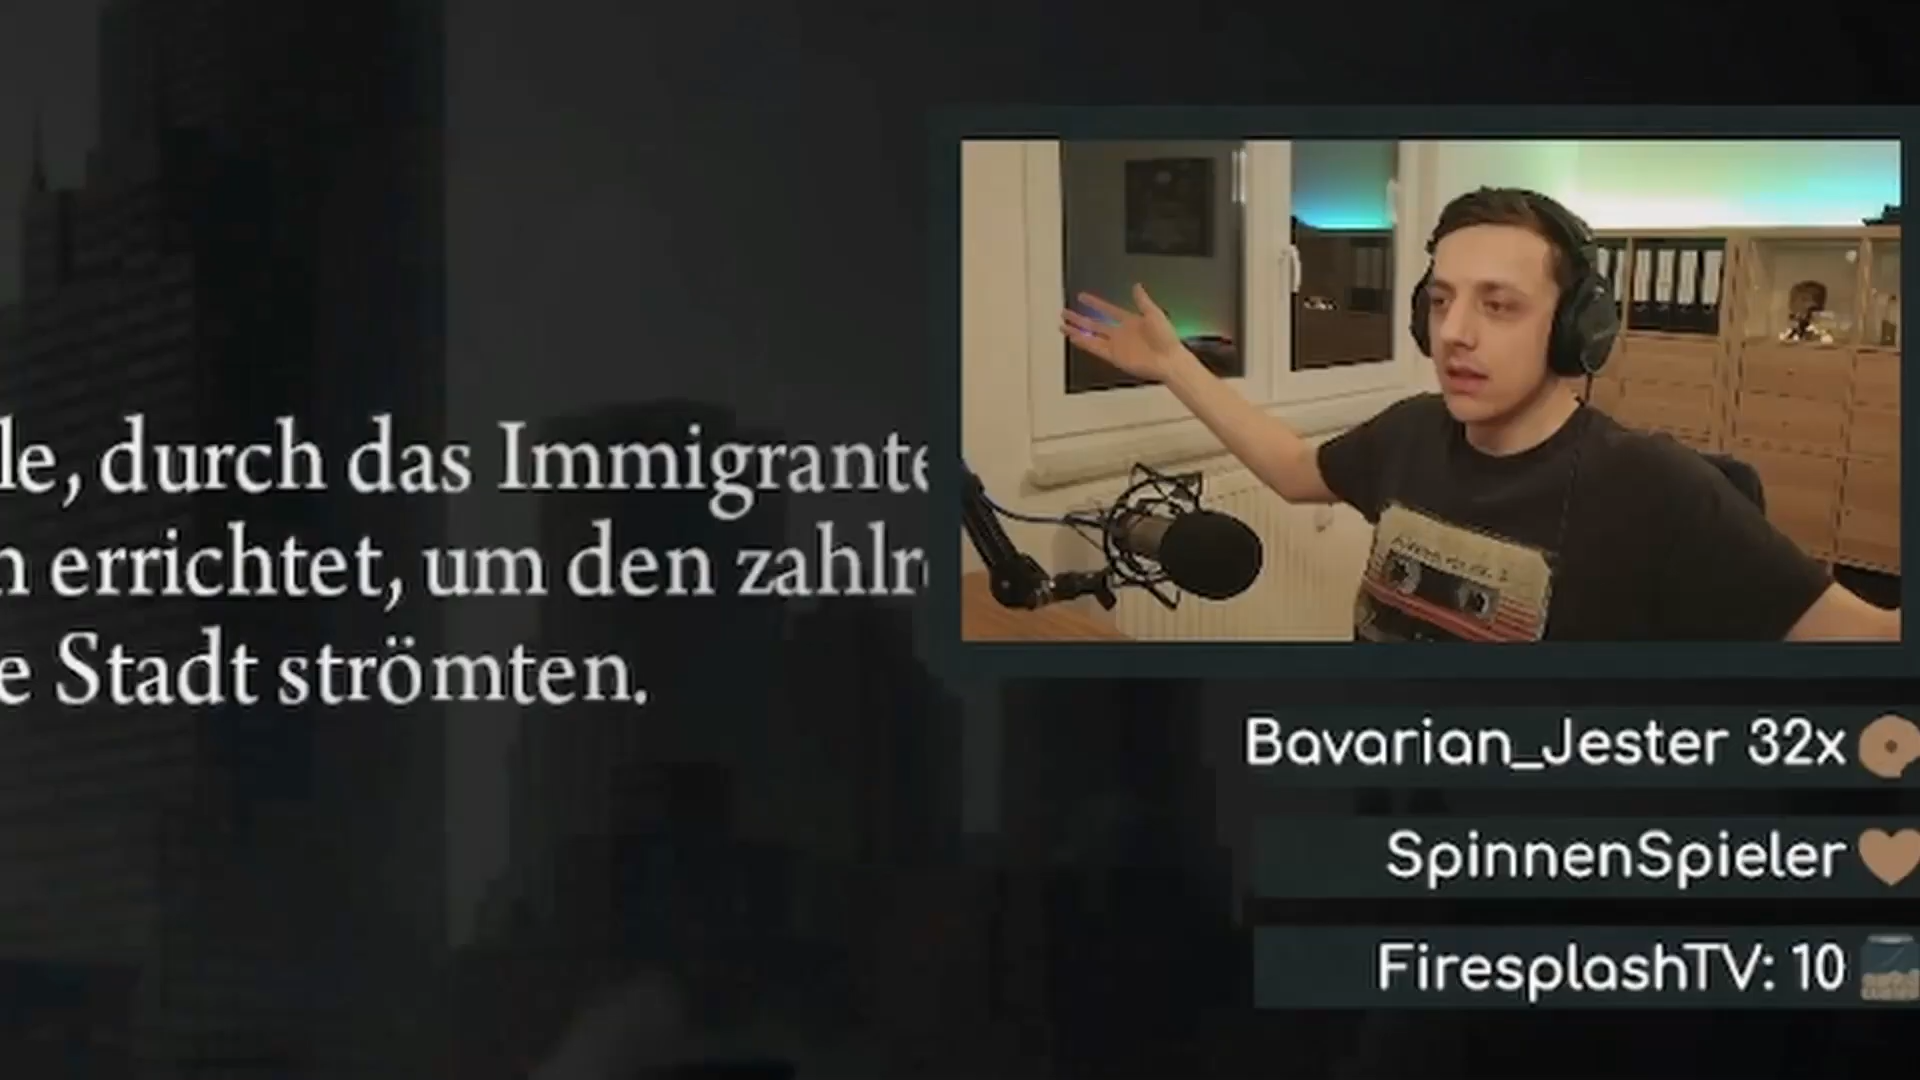 le, durch das Immigrante
n errichtet, um den zahlr
e Stadt strömten.
Bavarian_Jester 32x
SpinnenSpieler
FiresplashTV: 10